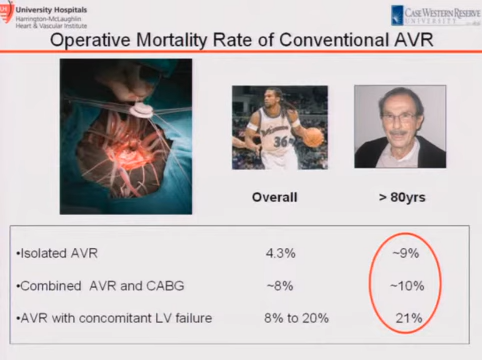 University Hospitals
Harrington-McLaughlin
Heart & Vascular Institute
CASE WESTERN RESERVE
UNIVERSITY
Operative Mortality Rate of Conventional AVR
36
Overall > 80yrs
•Isolated AVR 4.3% ~9%
•Combined AVR and CABG ~8% ~10%
•AVR with concomitant LV failure 8% to 20% 21%